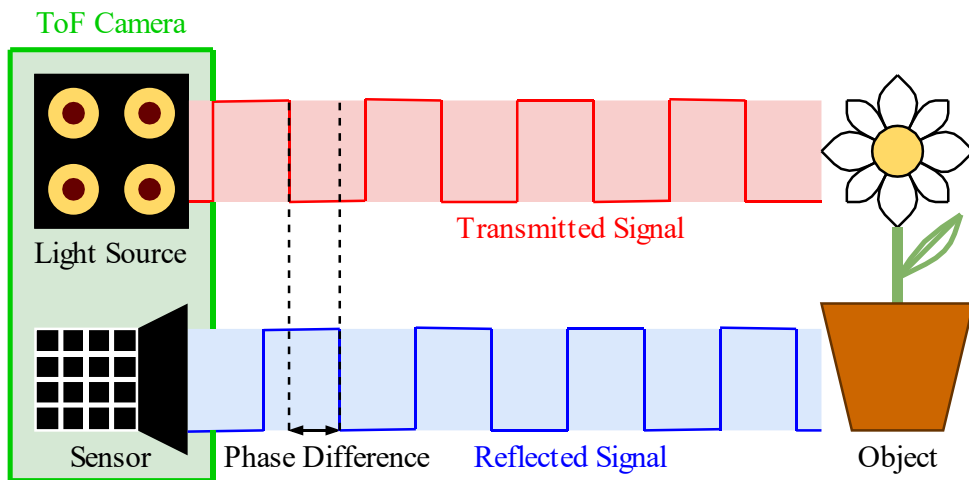 ToF Camera
Transmitted Signal
Light Source
Sensor
Phase Difference
Reflected Signal
Object